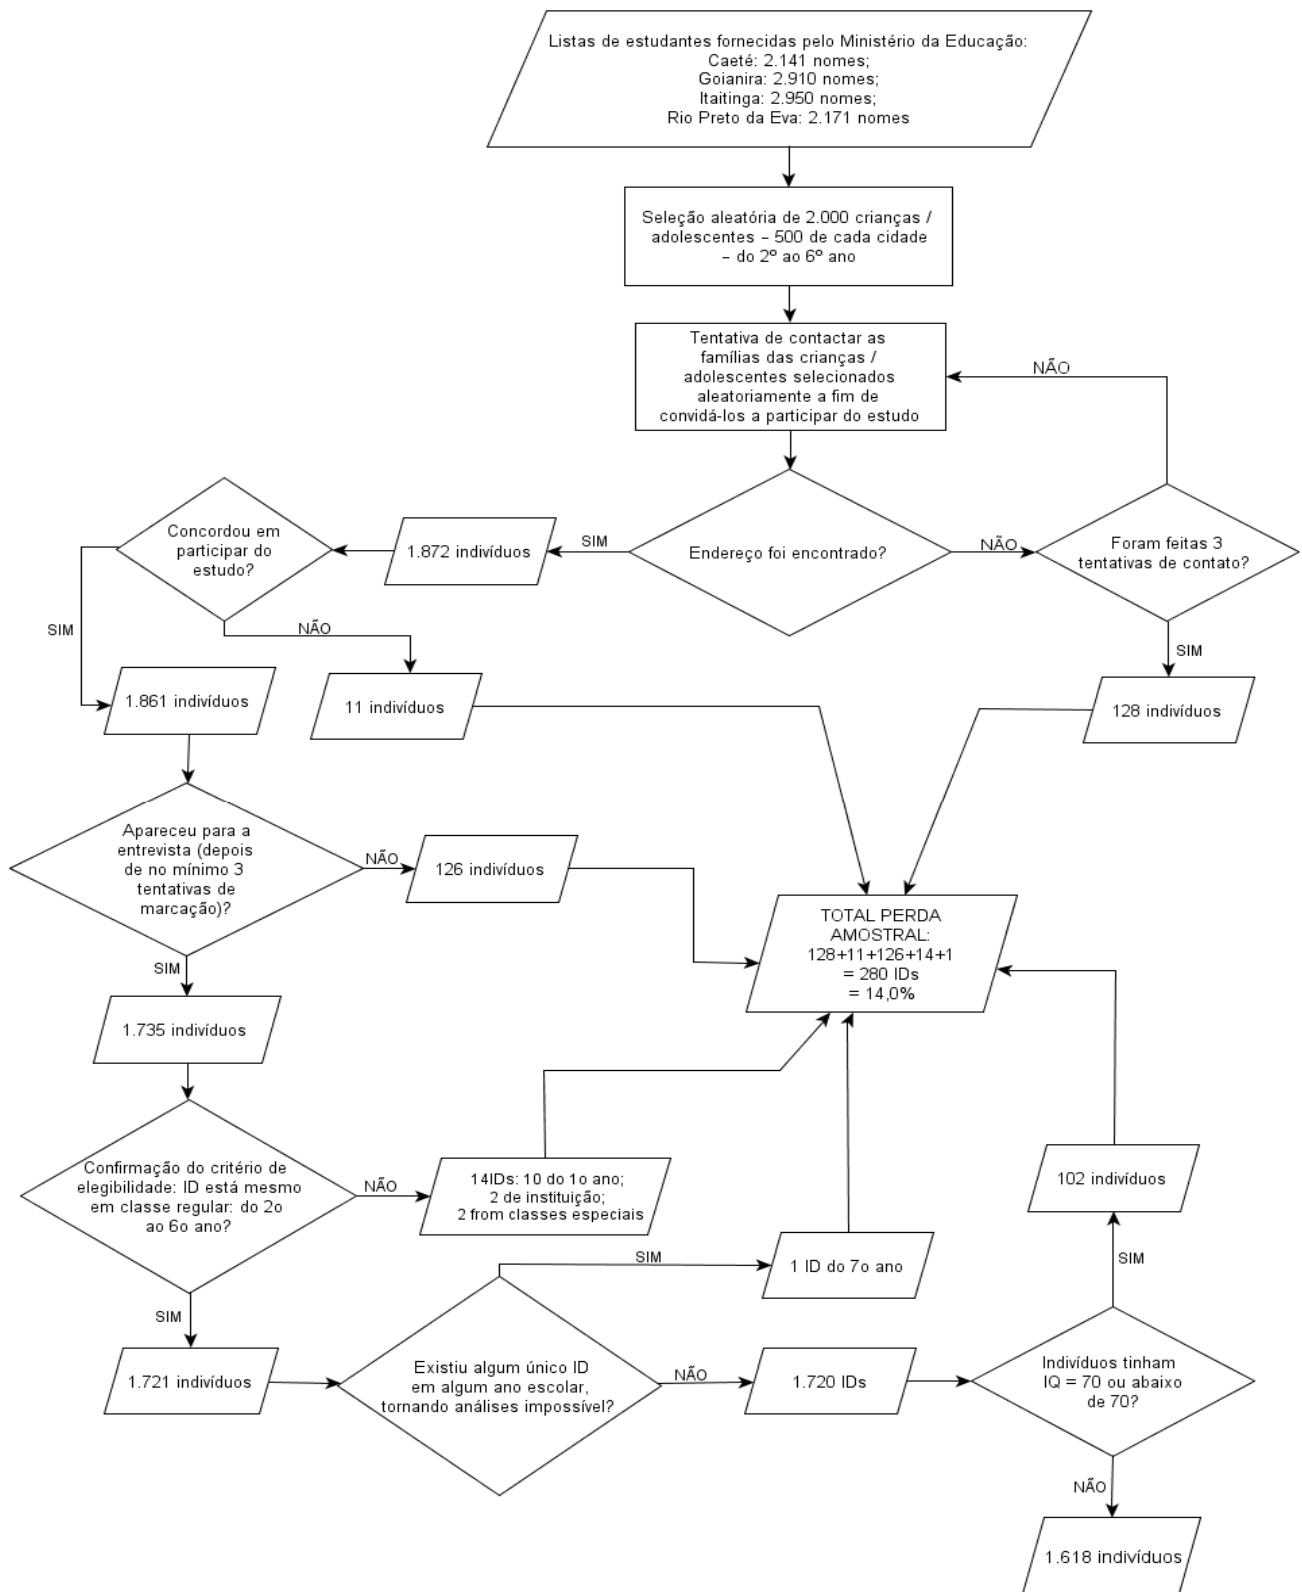 Listas de estudantes fornecidas pelo Ministério da Educação:
Caeté: 2.141 nomes;
Goianira: 2.910 nomes;
Itaitinga: 2.950 nomes;
Rio Preto da Eva: 2.171 nomes
Seleção aleatória de 2.000 crianças /
adolescentes – 500 de cada cidade
– do 2º ao 6º ano
Tentativa de contactar as
famílias das crianças /
adolescentes selecionados
aleatoriamente a fim de
convidá-los a participar do estudo
NÃO
Concordou em
participar do
estudo?
1.872 indivíduos
SIM
Endereço foi encontrado?
NÃO
Foram feitas 3
tentativas de contato?
SIM
NÃO
SIM
1.861 indivíduos
11 indivíduos
128 indivíduos
Apareceu para a
entrevista (depois
de no mínimo 3
tentativas de
marcação)?
NÃO
126 indivíduos
TOTAL PERDA
AMOSTRAL:
128+11+126+14+1
= 280 IDs
= 14,0%
SIM
1.735 indivíduos
Confirmação do critério de
elegibilidade: ID está mesmo
em classe regular: do 2o
ao 6o ano?
NÃO
14IDs: 10 do 1o ano;
2 de instituição;
2 from classes especiais
102 indivíduos
SIM
1 ID do 7o ano
SIM
SIM
1.721 indivíduos
Existiu algum único ID
em algum ano escolar,
tornando análises impossível?
NÃO
1.720 IDs
Indivíduos tinham
IQ = 70 ou abaixo
de 70?
NÃO
1.618 indivíduos